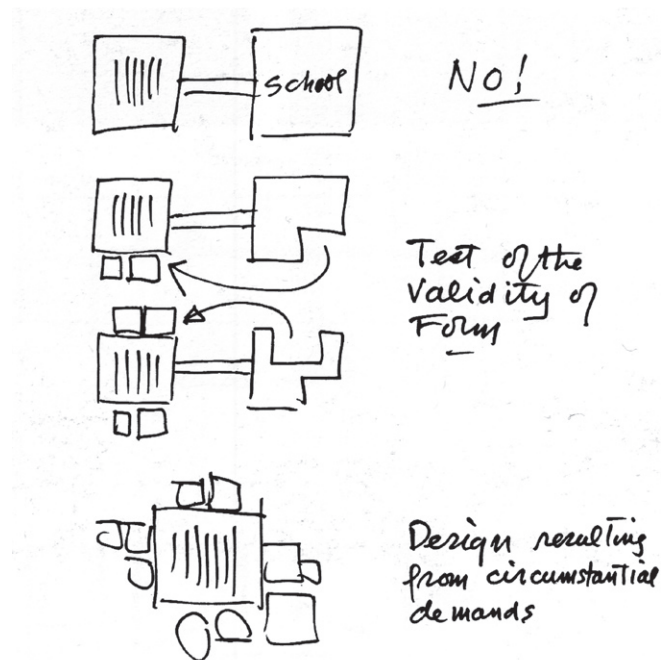 School
NO!
Test of the
Validity of
Form
Design resulting
from circumstantial
demands